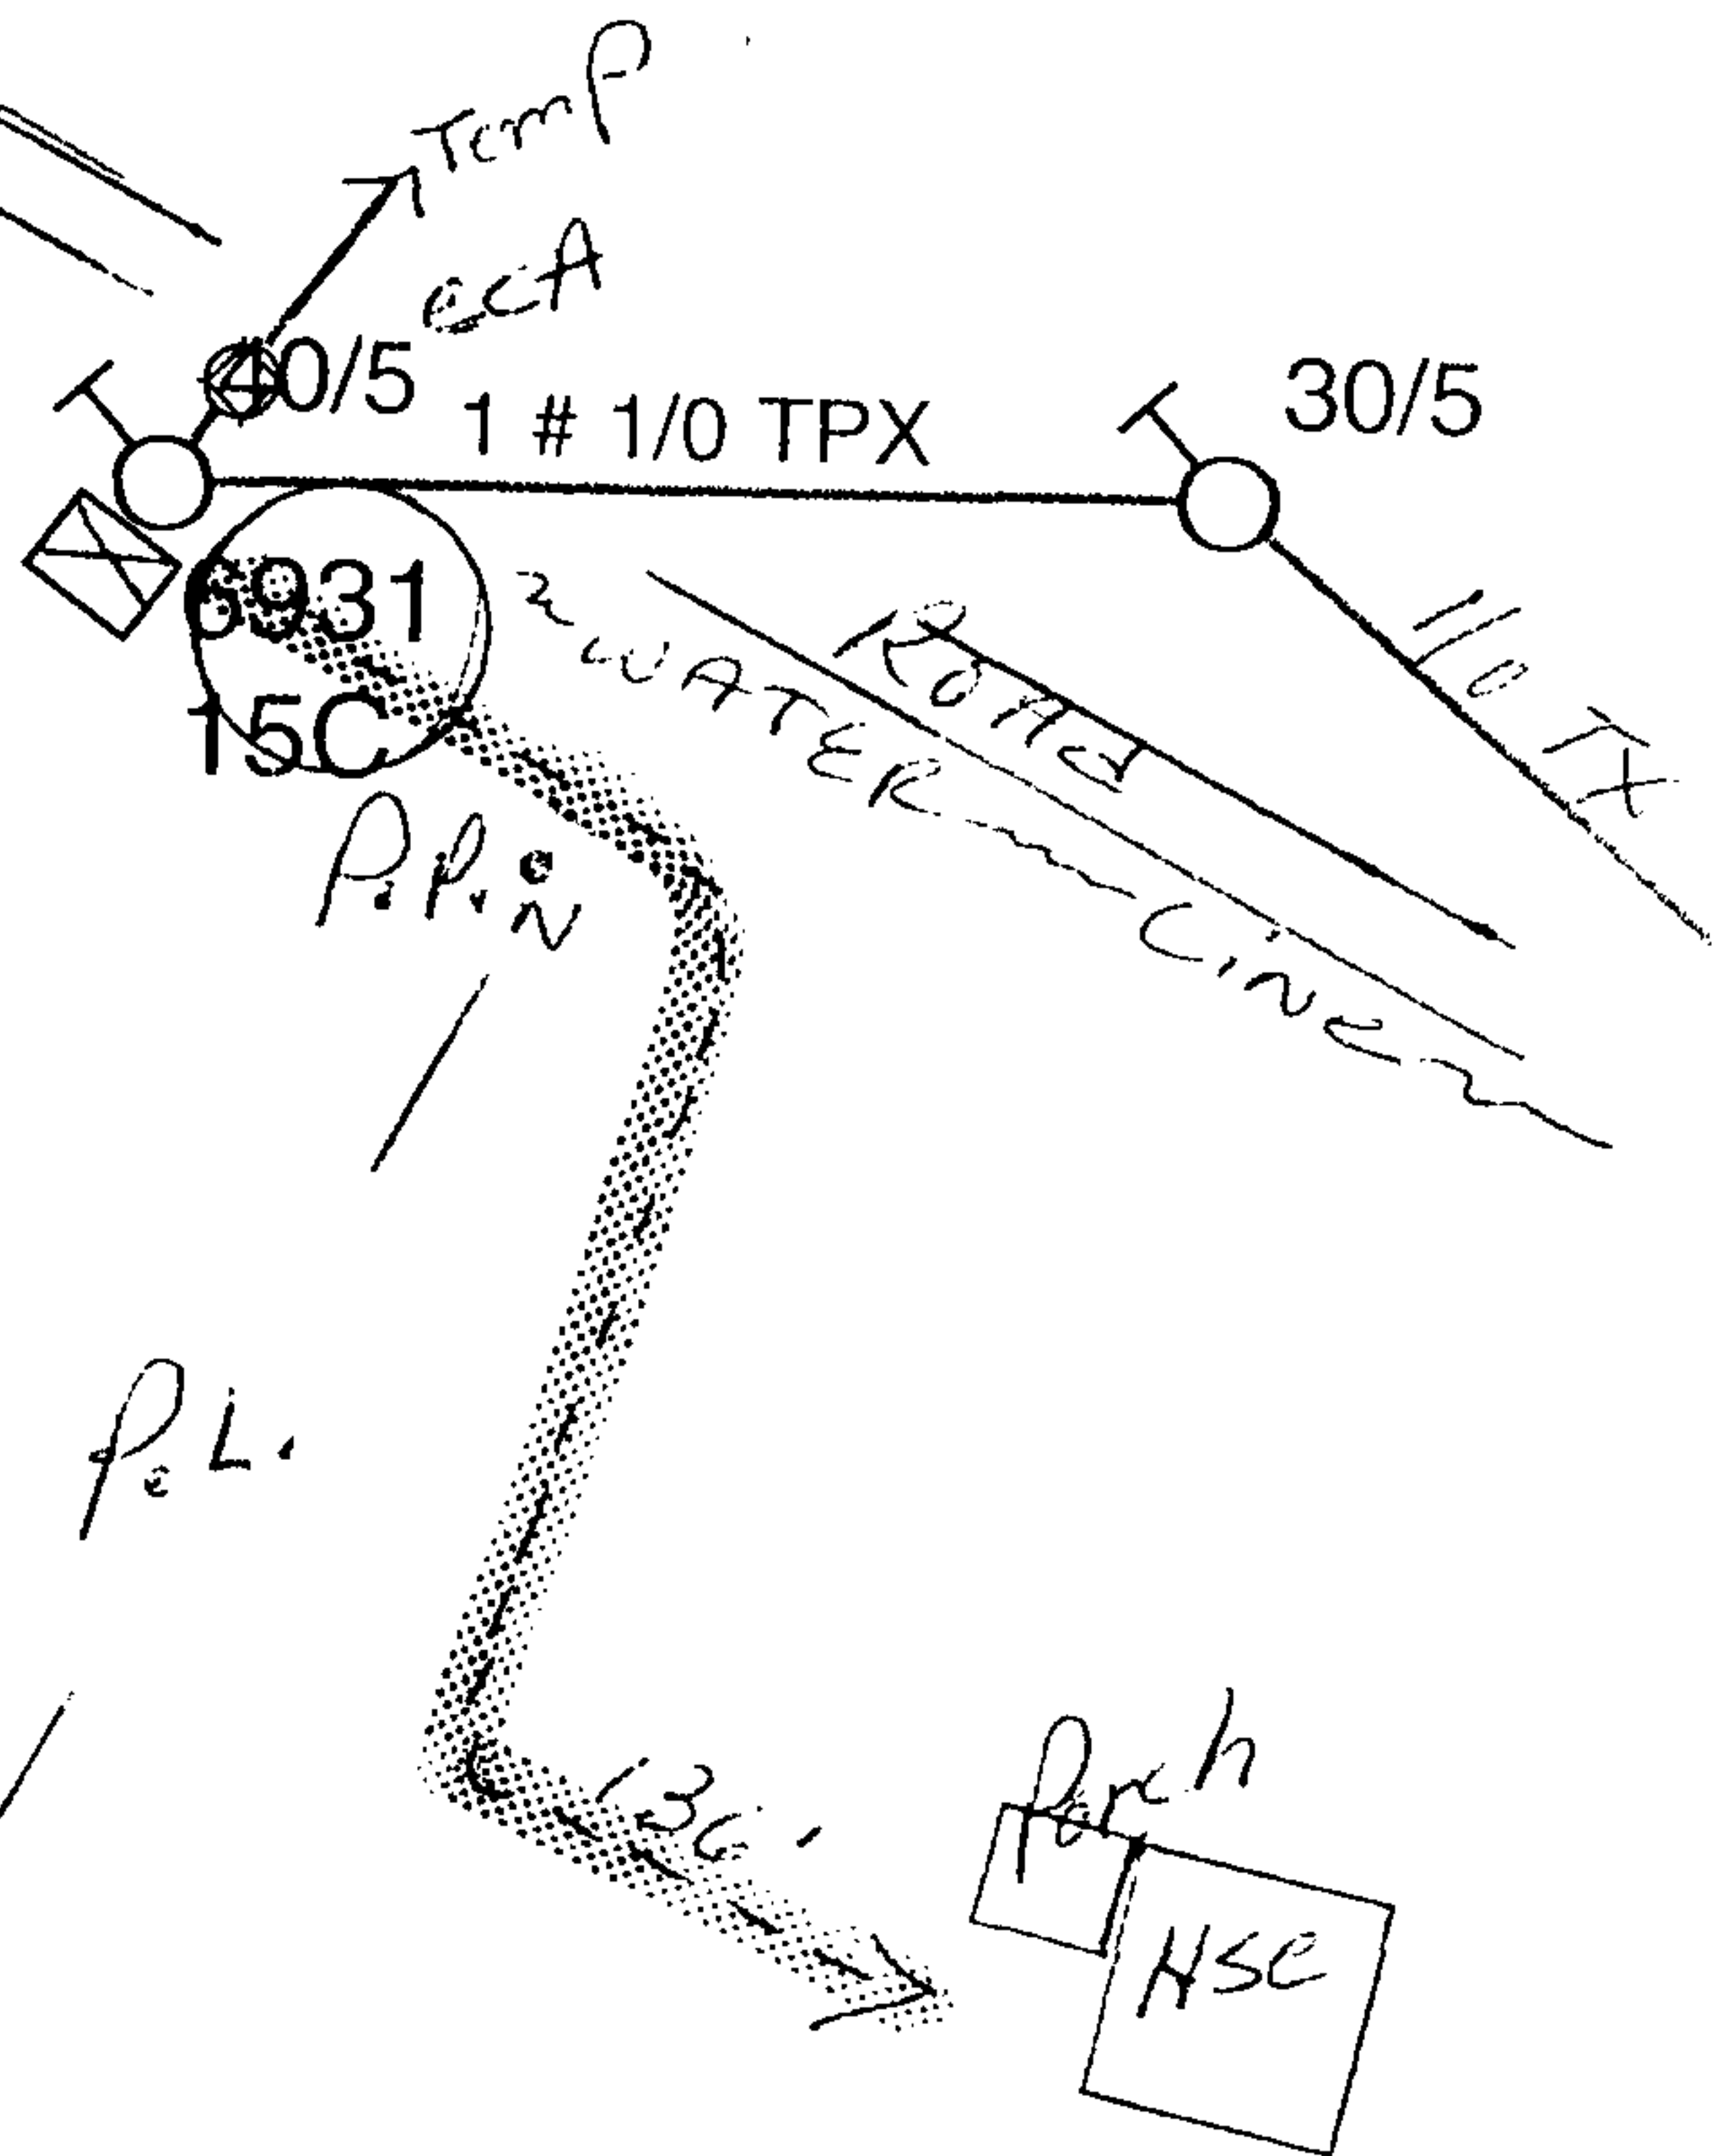 Temp
ecA
40/5
1 # 1/0 TPX
30/5
6931
15C
WATER Line
Road
1/0 TX
P.P.iN
P.L.
136'
Porch
HSe